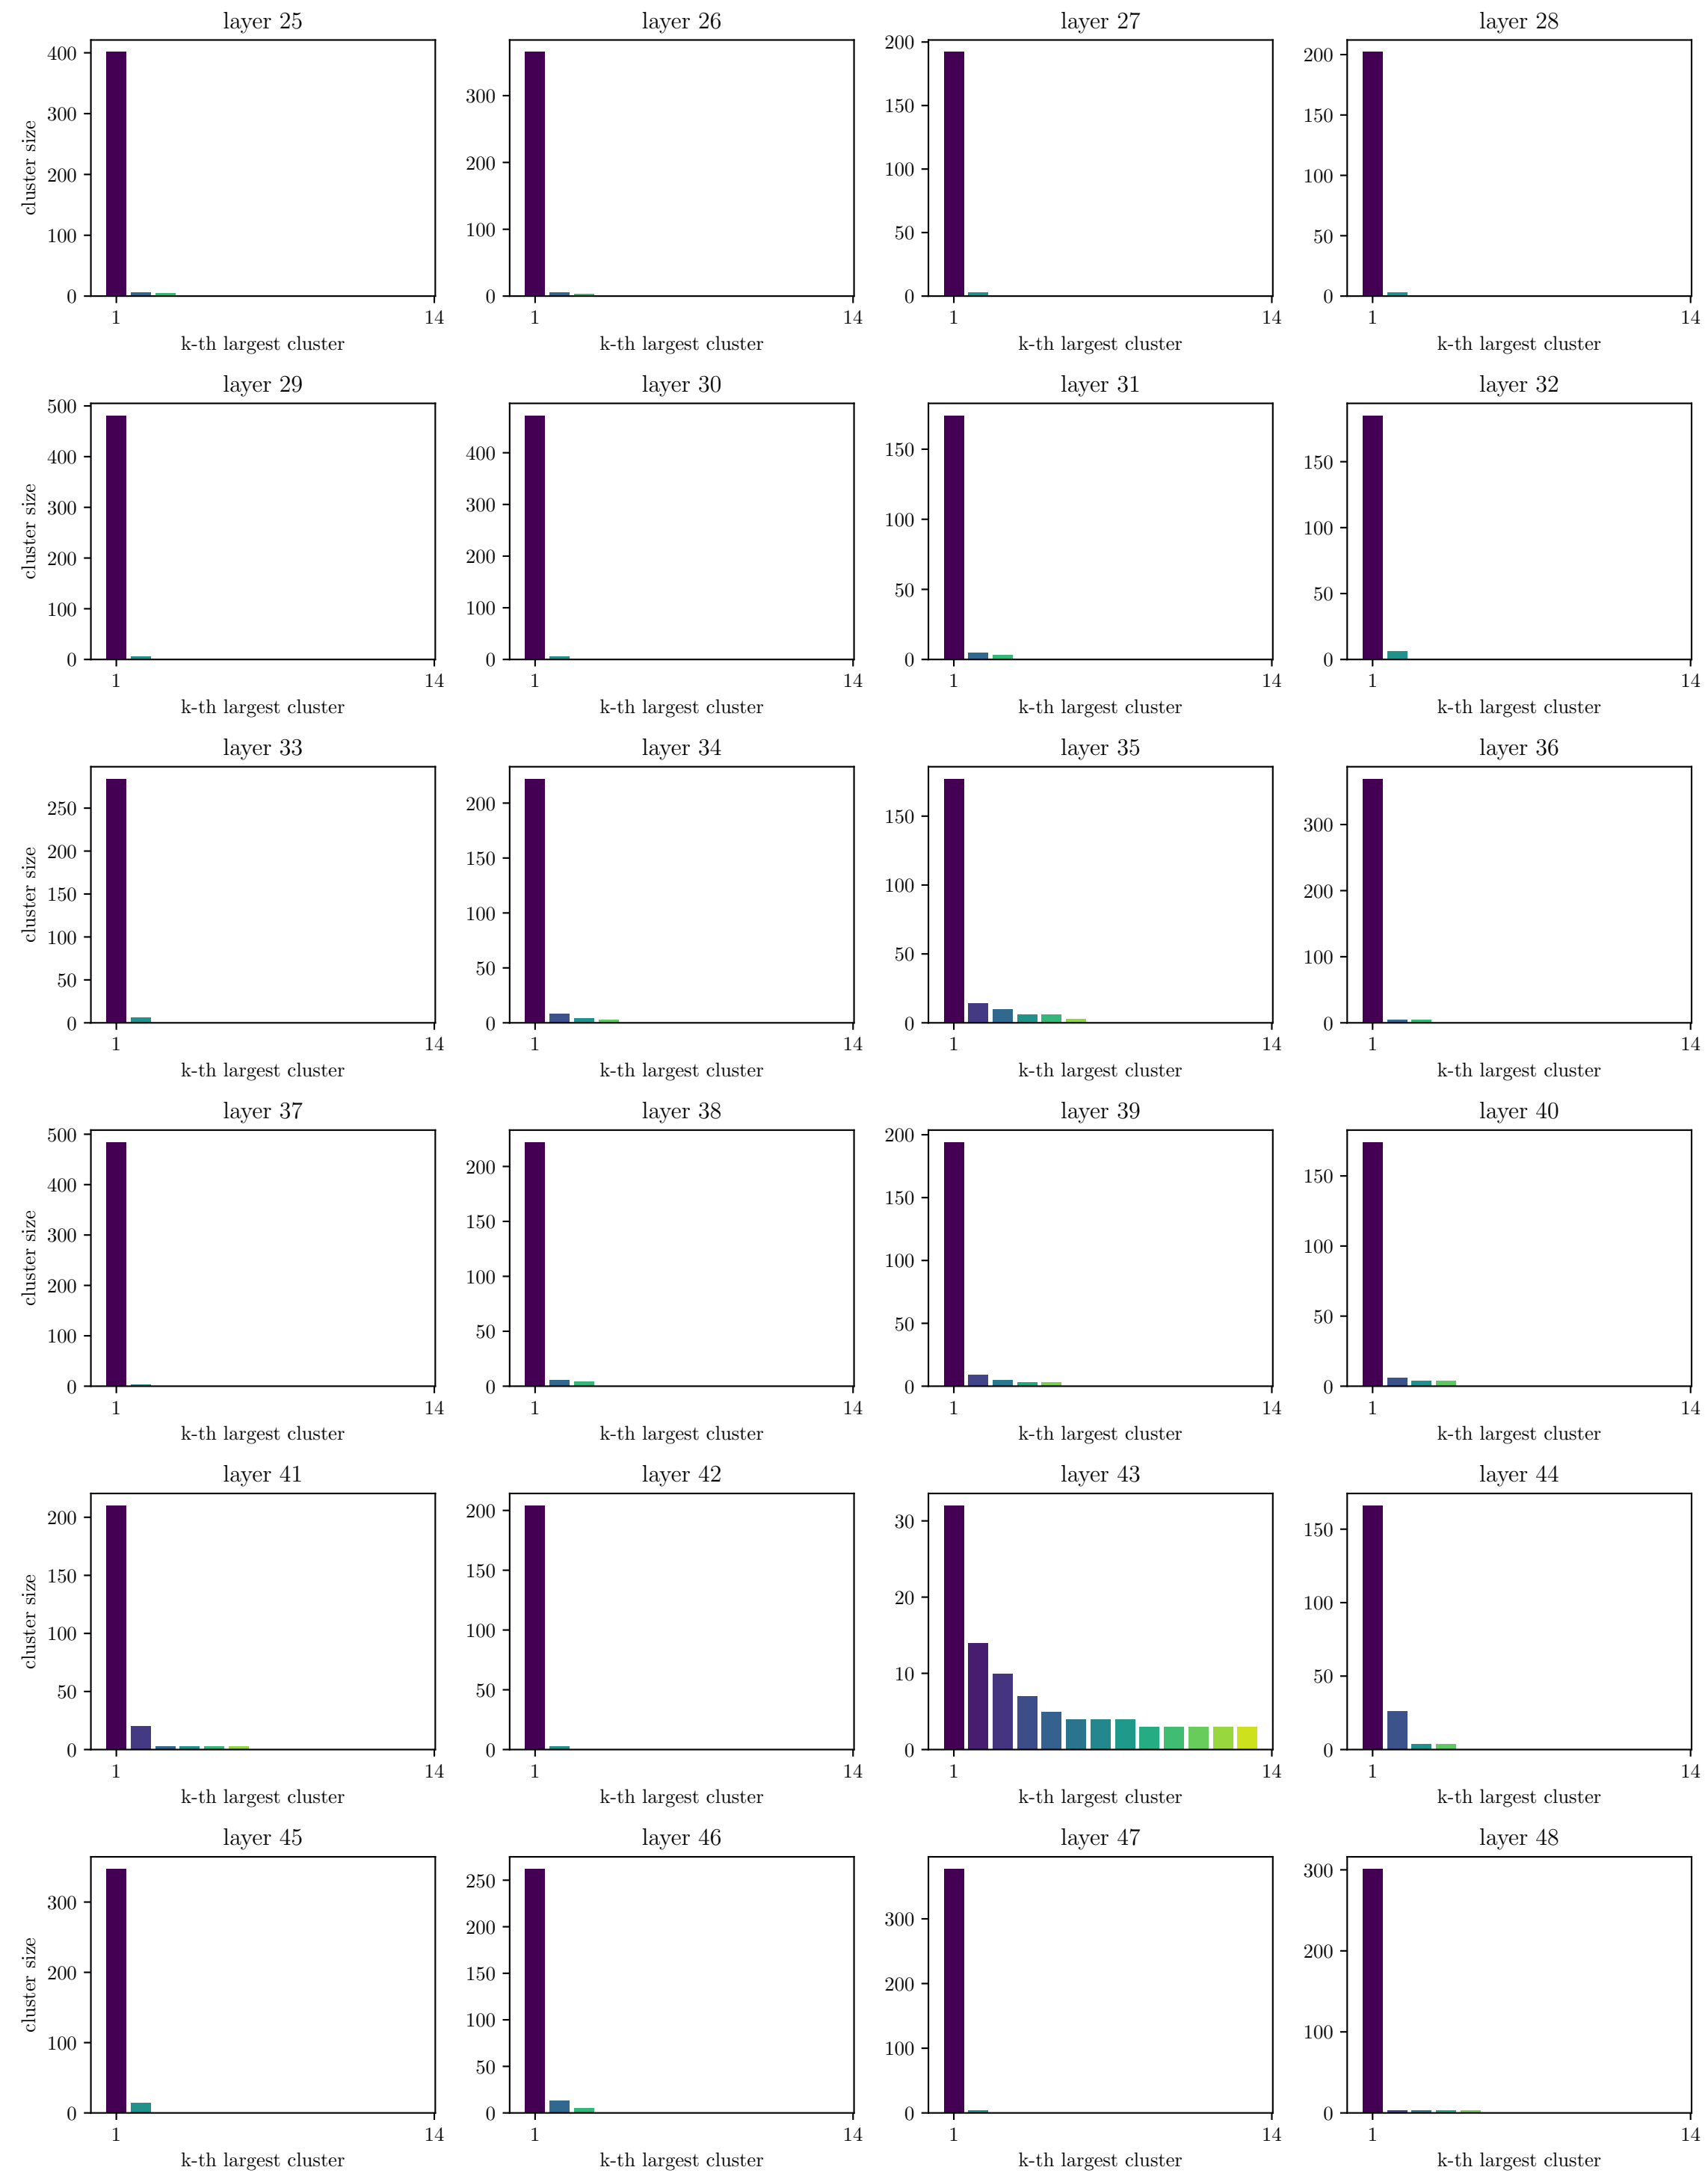 layer 25
400
300
200
100
0
cluster size
1
14
k-th largest cluster
layer 26
300
200
100
0
1
14
k-th largest cluster
layer 27
200
150
100
50
0
1
14
k-th largest cluster
layer 28
200
150
100
50
0
1
14
k-th largest cluster
layer 29
500
400
300
200
100
0
cluster size
1
14
k-th largest cluster
layer 30
400
300
200
100
0
1
14
k-th largest cluster
layer 31
150
100
50
0
1
14
k-th largest cluster
layer 32
150
100
50
0
1
14
k-th largest cluster
layer 33
250
200
150
100
50
0
cluster size
1
14
k-th largest cluster
layer 34
200
150
100
50
0
1
14
k-th largest cluster
layer 35
150
100
50
0
1
14
k-th largest cluster
layer 36
300
200
100
0
1
14
k-th largest cluster
layer 37
500
400
300
200
100
0
cluster size
1
14
k-th largest cluster
layer 38
200
150
100
50
0
1
14
k-th largest cluster
layer 39
200
150
100
50
0
1
14
k-th largest cluster
layer 40
150
100
50
0
1
14
k-th largest cluster
layer 41
200
150
100
50
0
cluster size
1
14
k-th largest cluster
layer 42
200
150
100
50
0
1
14
k-th largest cluster
layer 43
30
20
10
0
1
14
k-th largest cluster
layer 44
150
100
50
0
1
14
k-th largest cluster
layer 45
300
200
100
0
cluster size
1
14
k-th largest cluster
layer 46
250
200
150
100
50
0
1
14
k-th largest cluster
layer 47
300
200
100
0
1
14
k-th largest cluster
layer 48
300
200
100
0
1
14
k-th largest cluster